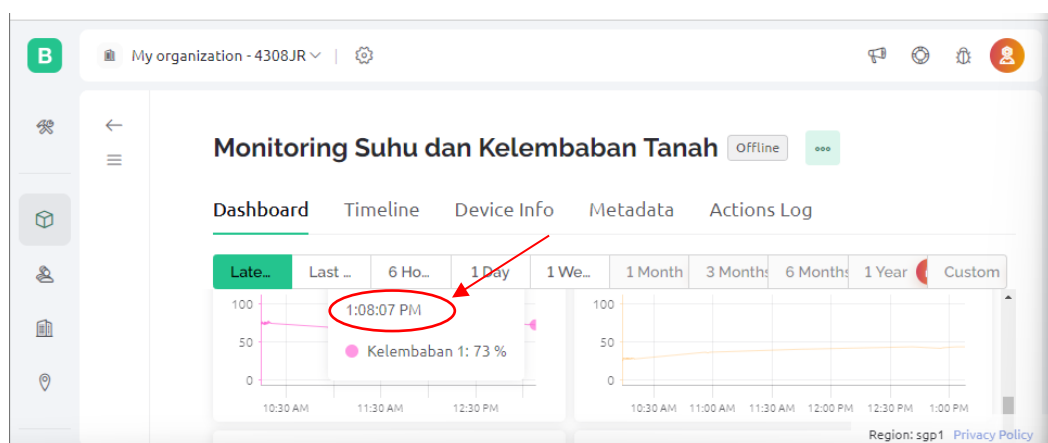 B
My organization - 4308JR
Monitoring Suhu dan Kelembaban Tanah
Offline
Dashboard Timeline Device Info Metadata Actions Log
Late... Last ... 6 Ho... 1 Day 1 We... 1 Month 3 Months 6 Months 1 Year Custom
100
50
0
1:08:07 PM
Kelembaban 1: 73 %
10:30 AM 11:30 AM 12:30 PM
100
50
0
10:30 AM 11:00 AM 11:30 AM 12:00 PM 12:30 PM 1:00 PM
Region: sgp1 Privacy Policy